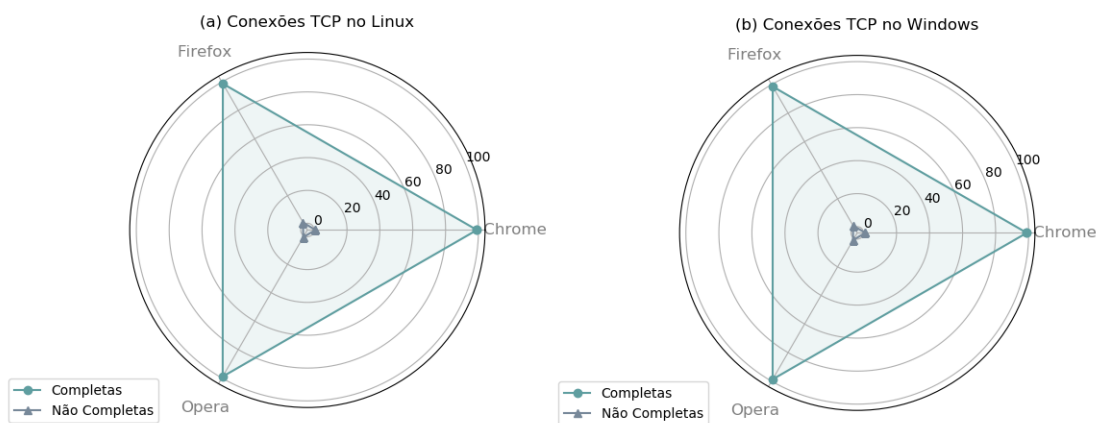 (a) Conexões TCP no Linux
Firefox
100
80
60
40
20
0
Chrome
Opera
Completas
Não Completas
(b) Conexões TCP no Windows
Firefox
100
80
60
40
20
0
Chrome
Opera
Completas
Não Completas